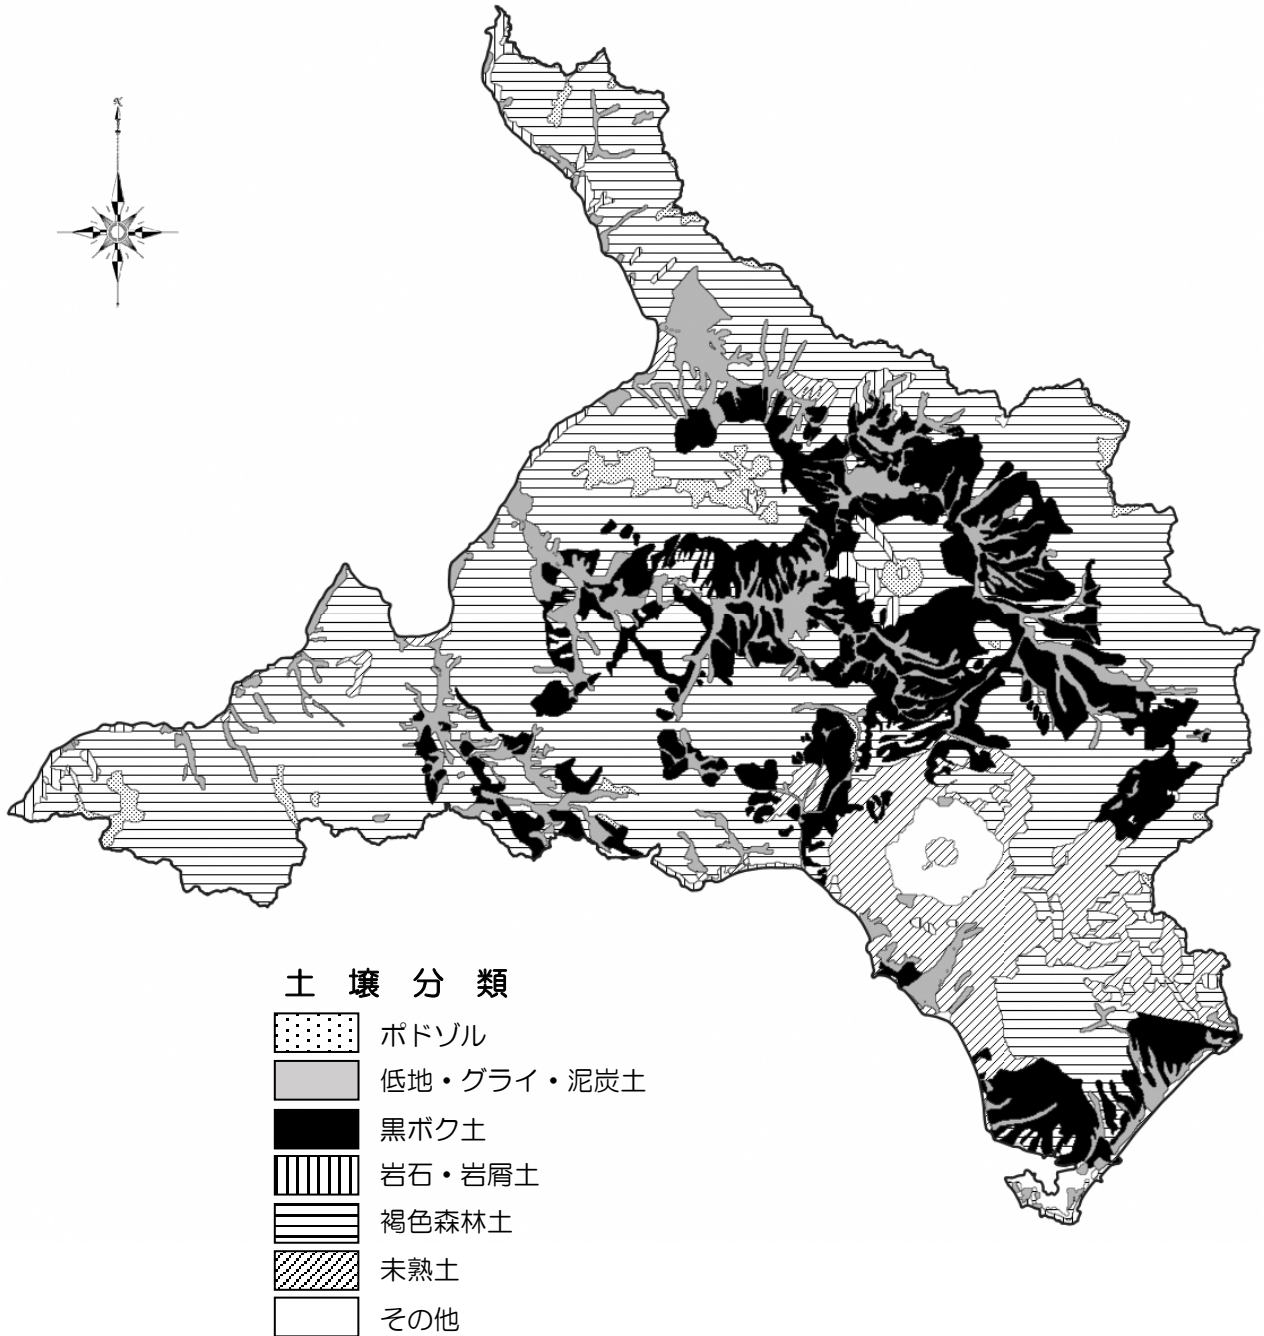 土壌分類
ポドゾル
低地・グライ・泥炭土
黒ボク土
岩石・岩屑土
褐色森林土
未熟土
その他